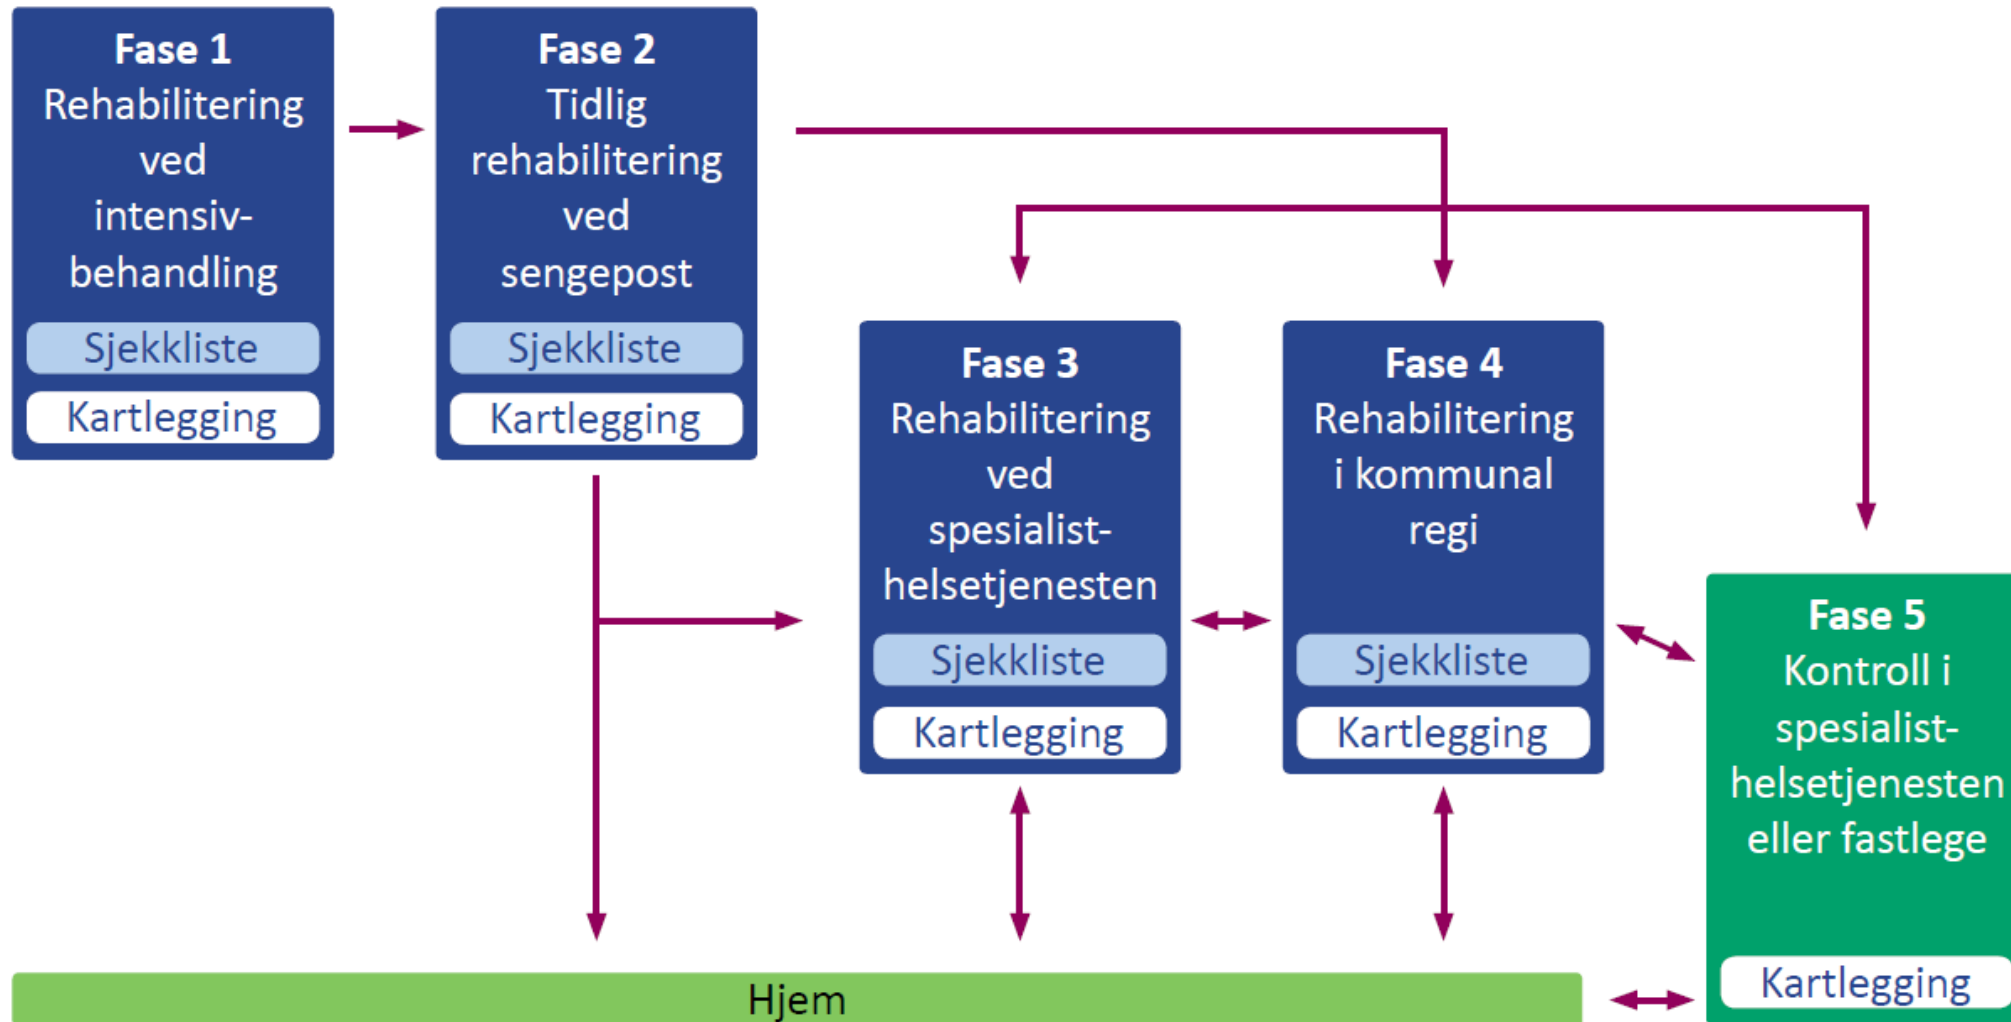 Fase 1
Rehabilitering
ved
intensiv-
behandling
Sjekkliste
Kartlegging
Fase 2
Tidlig
rehabilitering
ved
sengepost
Sjekkliste
Kartlegging
Fase 3
Rehabilitering
ved
spesialist-
helsetjenesten
Sjekkliste
Kartlegging
Fase 4
Rehabilitering
i kommunal
regi
Sjekkliste
Kartlegging
Fase 5
Kontroll i
spesialist-
helsetjenesten
eller fastlege
Kartlegging
Hjem